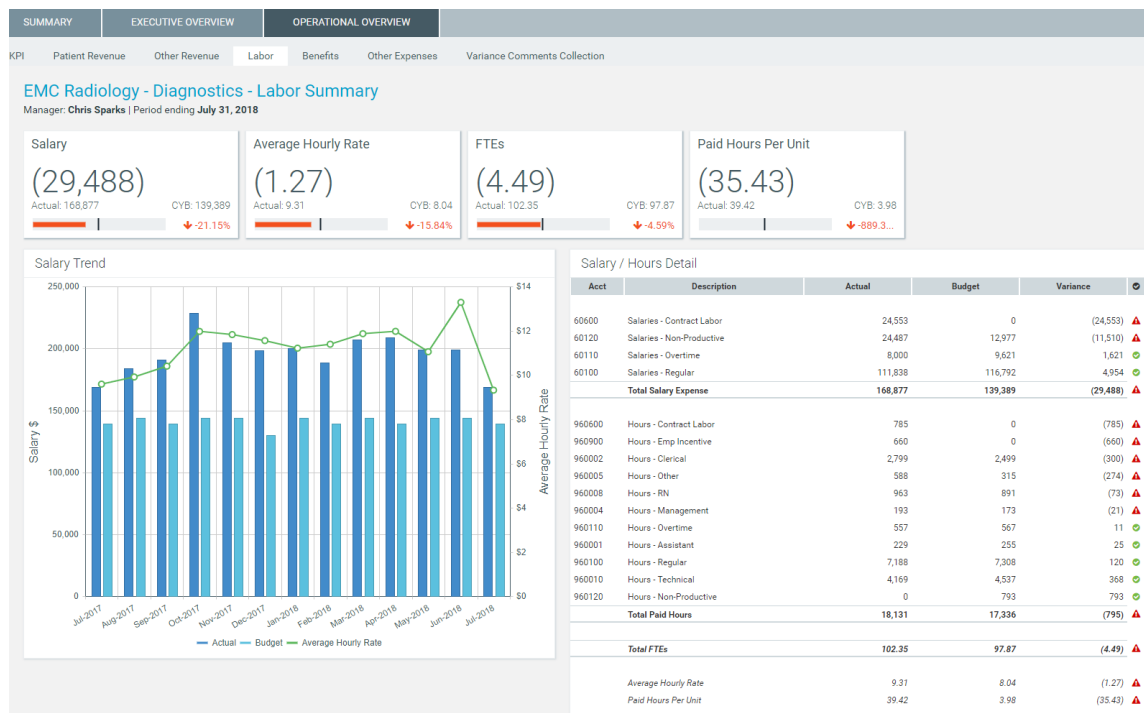 SUMMARY EXECUTIVE OVERVIEW OPERATIONAL OVERVIEW
KPI Patient Revenue Other Revenue Labor Benefits Other Expenses Variance Comments Collection
EMC Radiology - Diagnostics - Labor Summary
Manager: Chris Sparks | Period ending July 31, 2018
Salary
(29,488)
Actual: 168,877 CYB: 139,389
-21.15%
Average Hourly Rate
(1.27)
Actual: 9.31 CYB: 8.04
-15.84%
FTEs
(4.49)
Actual: 102.35 CYB: 97.87
-4.59%
Paid Hours Per Unit
(35.43)
Actual: 39.42 CYB: 3.98
-889.3...
Salary Trend
250,000
200,000
150,000
100,000
50,000
0
Salary $
$14
$12
$10
$8
$6
$4
$2
$0
Average Hourly Rate
Jul-2017 Aug-2017 Sep-2017 Oct-2017 Nov-2017 Dec-2017 Jan-2018 Feb-2018 Mar-2018 Apr-2018 May-2018 Jun-2018 Jul-2018
Actual Budget Average Hourly Rate
Salary / Hours Detail
Acct Description Actual Budget Variance
60600 Salaries - Contract Labor 24,553 0 (24,553)
60120 Salaries - Non-Productive 24,487 12,977 (11,510)
60110 Salaries - Overtime 8,000 9,621 1,621
60100 Salaries - Regular 111,838 116,792 4,954
Total Salary Expense 168,877 139,389 (29,488)
960600 Hours - Contract Labor 785 0 (785)
960900 Hours - Emp Incentive 660 0 (660)
960002 Hours - Clerical 2,799 2,499 (300)
960005 Hours - Other 588 315 (274)
960008 Hours - RN 963 891 (73)
960004 Hours - Management 193 173 (21)
960110 Hours - Overtime 557 567 11
960001 Hours - Assistant 229 255 25
960100 Hours - Regular 7,188 7,308 120
960010 Hours - Technical 4,169 4,537 368
960120 Hours - Non-Productive 0 793 793
Total Paid Hours 18,131 17,336 (795)
Total FTEs 102.35 97.87 (4.49)
Average Hourly Rate 9.31 8.04 (1.27)
Paid Hours Per Unit 39.42 3.98 (35.43)